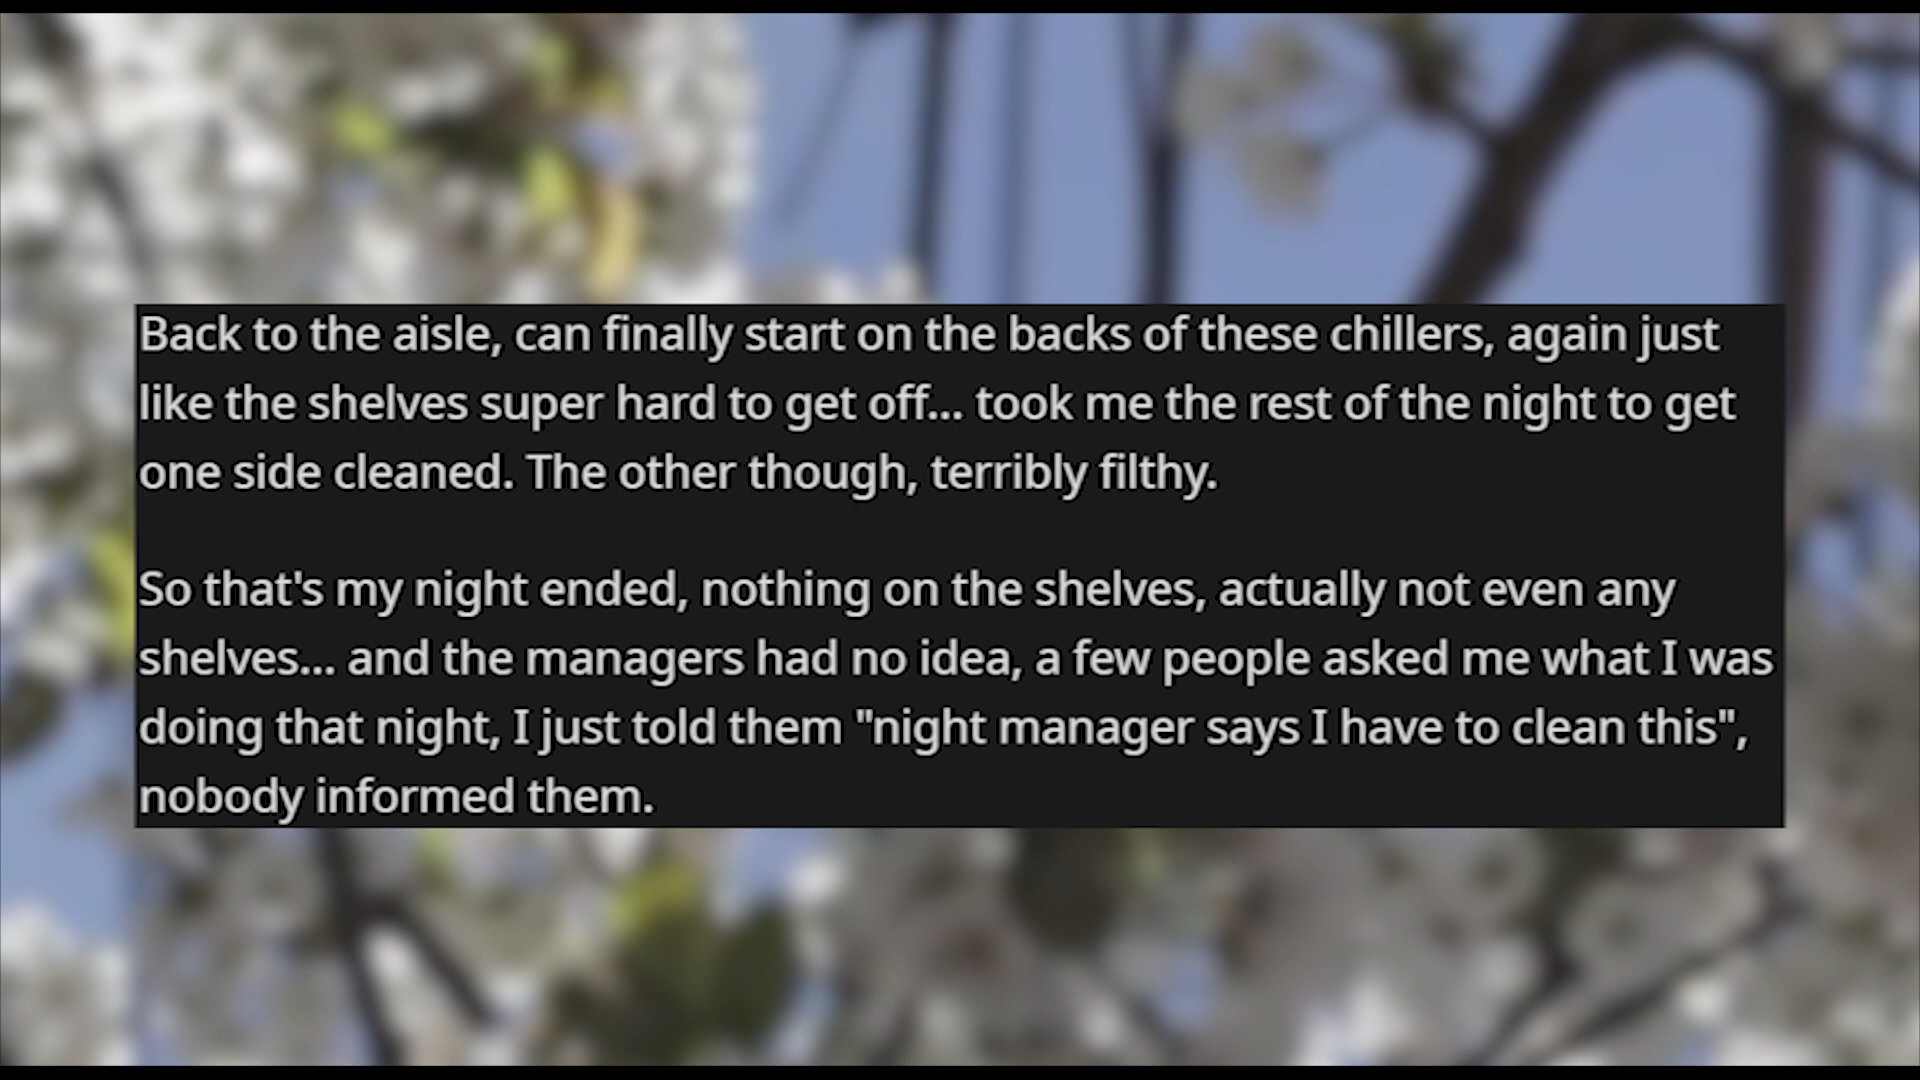 Back to the aisle, can finally start on the backs of these chillers, again just
like the shelves super hard to get off... took me the rest of the night to get
one side cleaned. The other though, terribly filthy.
So that's my night ended, nothing on the shelves, actually not even any
shelves... and the managers had no idea, a few people asked me what I was
doing that night, I just told them "night manager says I have to clean this",
nobody informed them.